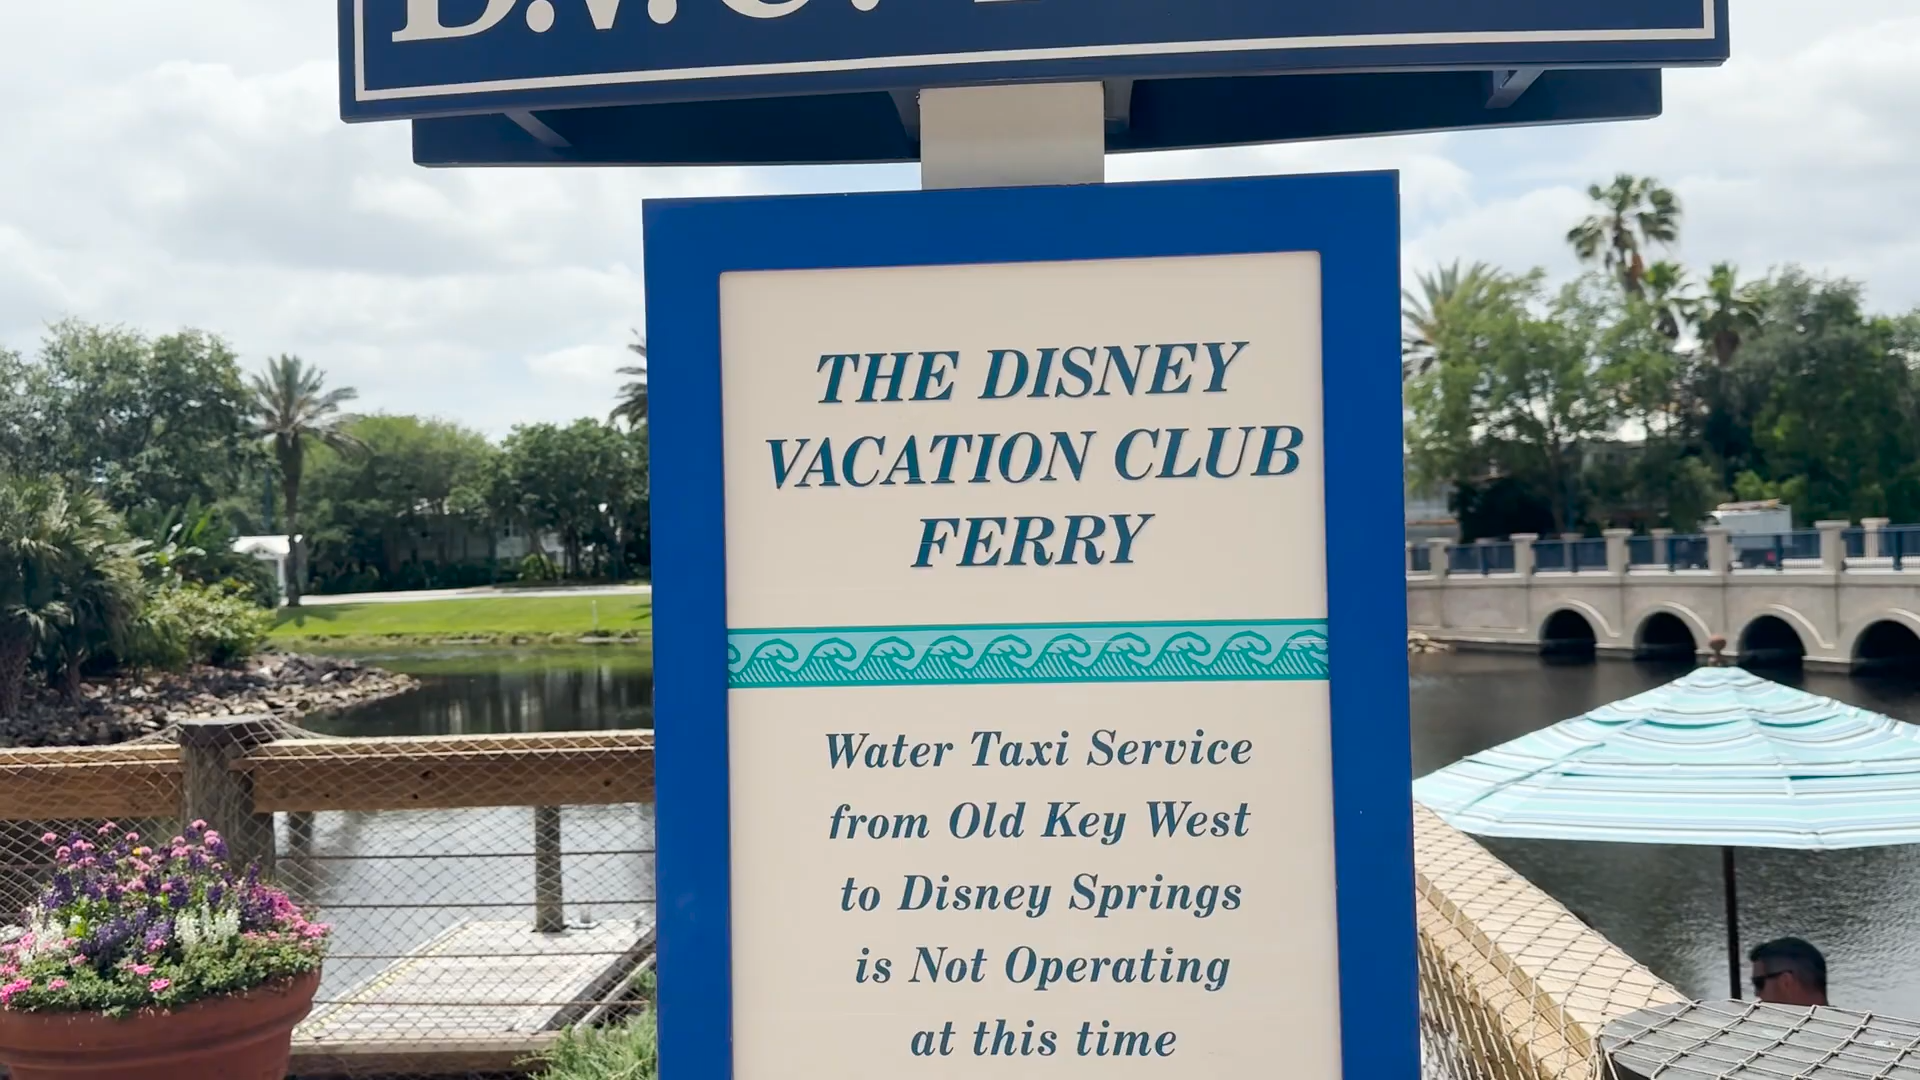 D.V.C.
THE DISNEY
VACATION CLUB
FERRY
Water Taxi Service
from Old Key West
to Disney Springs
is Not Operating
at this time